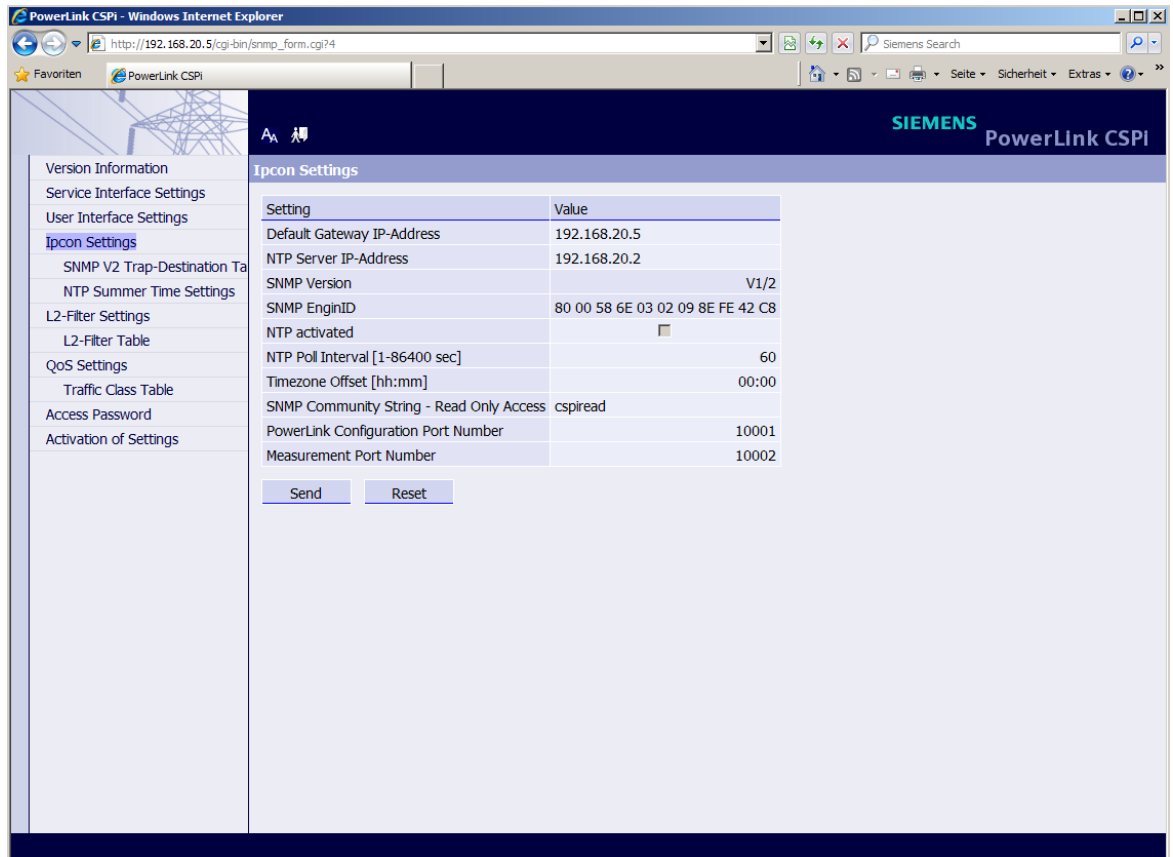 PowerLink CSPi - Windows Internet Explorer
http://192.168.20.5/cgi-bin/snmp_form.cgi?4
Siemens Search
Favoriten
PowerLink CSPi
Seite
Sicherheit
Extras
»
SIEMENS
PowerLink CSPi
Version Information
Service Interface Settings
User Interface Settings
Ipcon Settings
SNMP V2 Trap-Destination Ta
NTP Summer Time Settings
L2-Filter Settings
L2-Filter Table
QoS Settings
Traffic Class Table
Access Password
Activation of Settings
Ipcon Settings
Setting Value
Default Gateway IP-Address 192.168.20.5
NTP Server IP-Address 192.168.20.2
SNMP Version V1/2
SNMP EnginID 80 00 58 6E 03 02 09 8E FE 42 C8
NTP activated
NTP Poll Interval [1-86400 sec] 60
Timezone Offset [hh:mm] 00:00
SNMP Community String - Read Only Access cspiread
PowerLink Configuration Port Number 10001
Measurement Port Number 10002
Send Reset